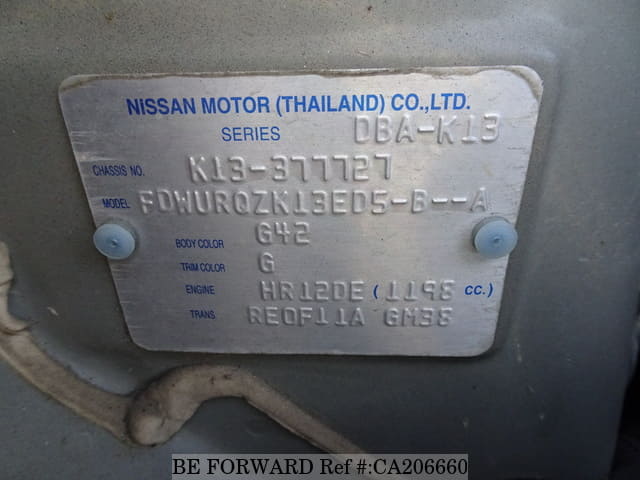 NISSAN MOTOR (THAILAND) CO.,LTD.
SERIES DBA-K13
CHASSIS NO. K13-377727
MODEL FDWURQZK13ED5-B--A
BODY COLOR G42
TRIM COLOR G
ENGINE HR12DE (1198 CC.)
TRANS RE0F11A GM38
BE FORWARD Ref #:CA206660